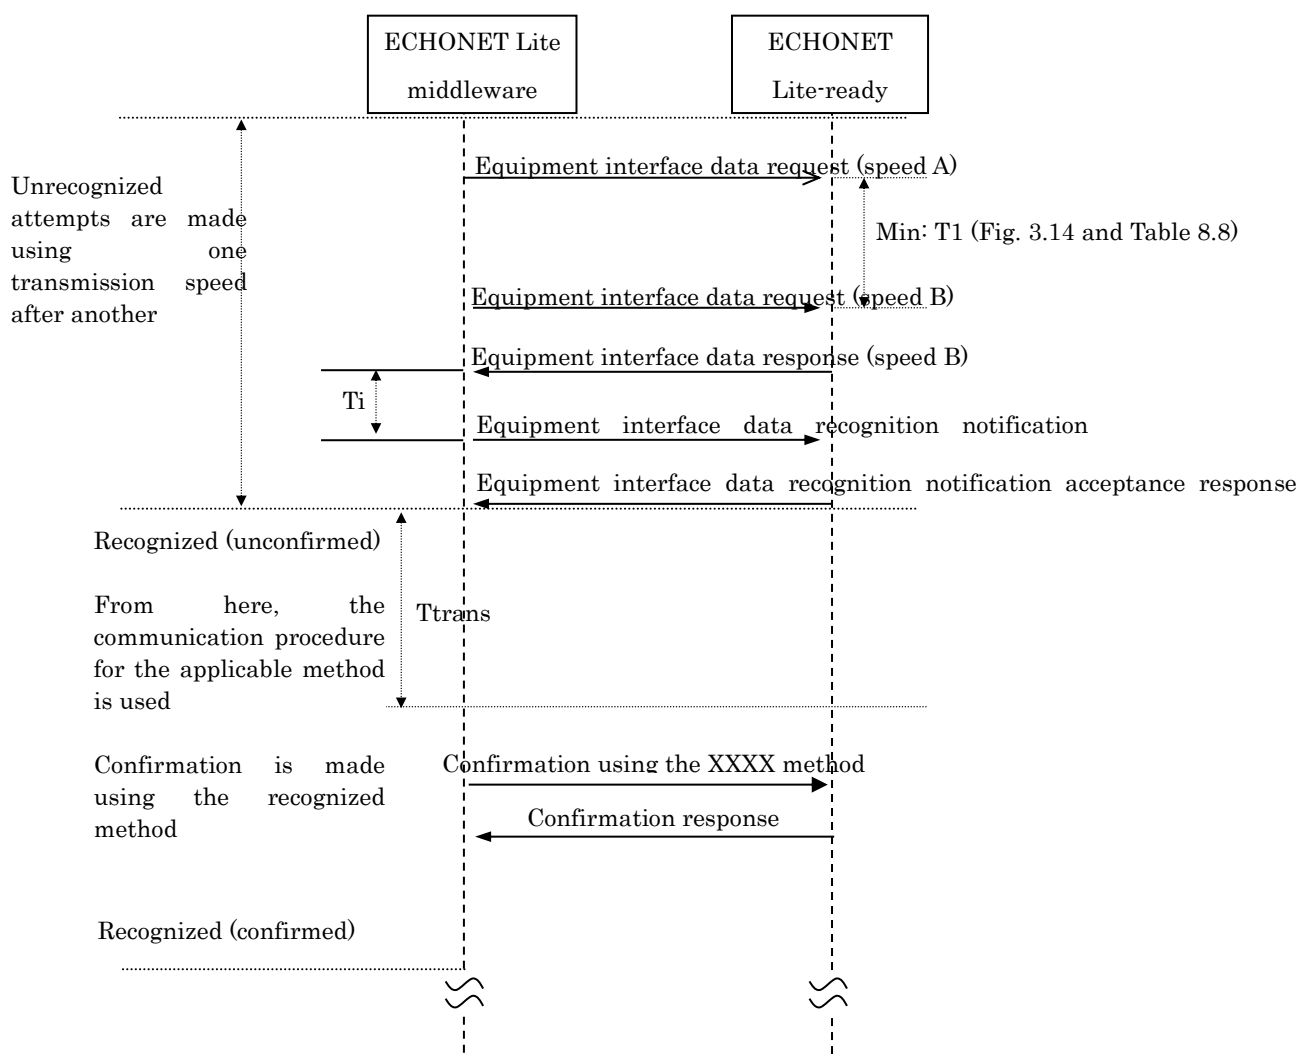 ECHONET Lite
middleware
ECHONET
Lite-ready
Equipment interface data request (speed A)
Unrecognized
attempts are made
using one
transmission speed
after another
Min: T1 (Fig. 3.14 and Table 8.8)
Equipment interface data request (speed B)
Equipment interface data response (speed B)
Ti
Equipment interface data recognition notification
Equipment interface data recognition notification acceptance response
Recognized (unconfirmed)
From here, the
communication procedure
for the applicable method
is used
Ttrans
Confirmation is made
using the recognized
method
Confirmation using the XXXX method
Confirmation response
Recognized (confirmed)